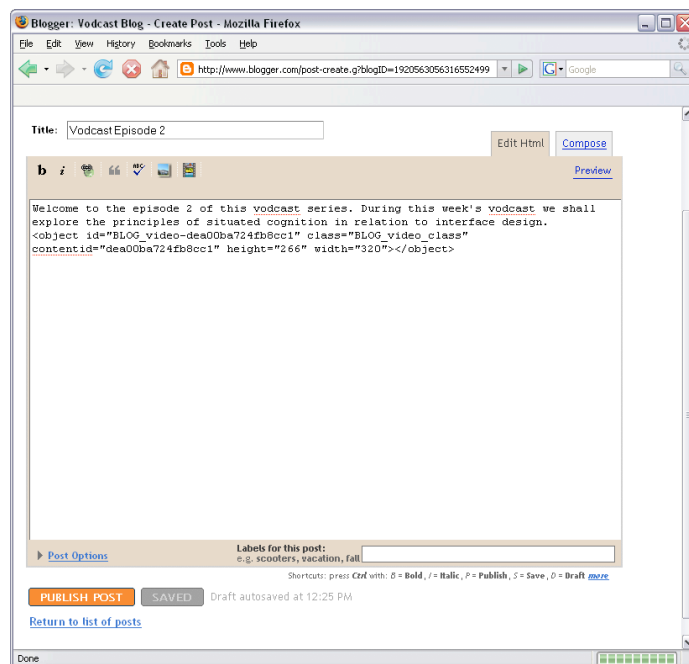 Blogger: Vodcast Blog - Create Post - Mozilla Firefox
File Edit View History Bookmarks Tools Help
http://www.blogger.com/post-create.g?blogID=1920563056316552499 G Google
Title: Vodcast Episode 2
Edit Html Compose
b i ABC Preview
Welcome to the episode 2 of this vodcast series. During this week's vodcast we shall
explore the principles of situated cognition in relation to interface design.
<object id="BLOG_video-dea00ba724fb8cc1" class="BLOG_video_class"
contentid="dea00ba724fb8cc1" height="266" width="320"></object>
Post Options
Labels for this post:
e.g. scooters, vacation, fall
Shortcuts: press Ctrl with: B = Bold, I = Italic, P = Publish, S = Save, D = Draft more
PUBLISH POST SAVED Draft autosaved at 12:25 PM
Return to list of posts
Done